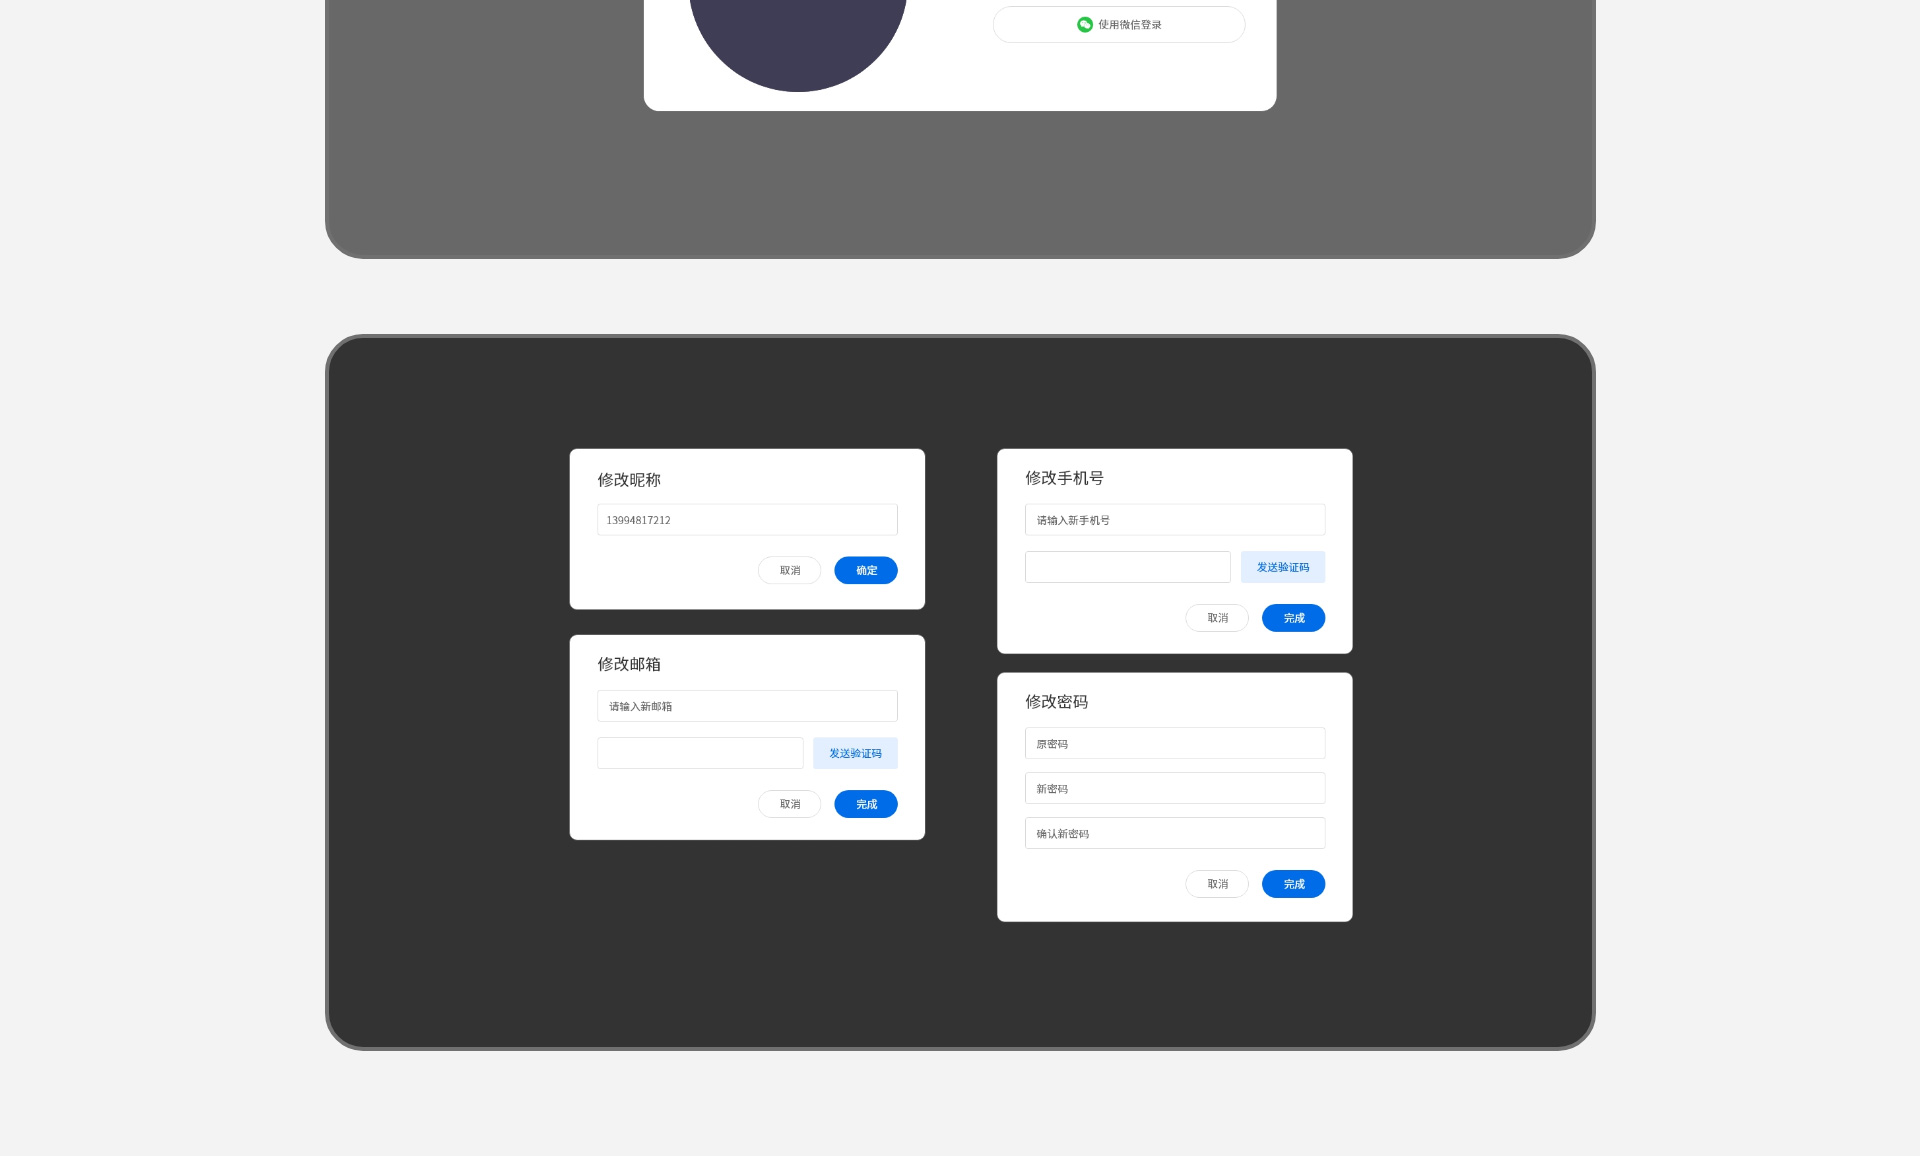 使用微信登录
修改昵称
13994817212
取消
确定
修改手机号
请输入新手机号
发送验证码
取消
完成
修改邮箱
请输入新邮箱
发送验证码
取消
完成
修改密码
原密码
新密码
确认新密码
取消
完成